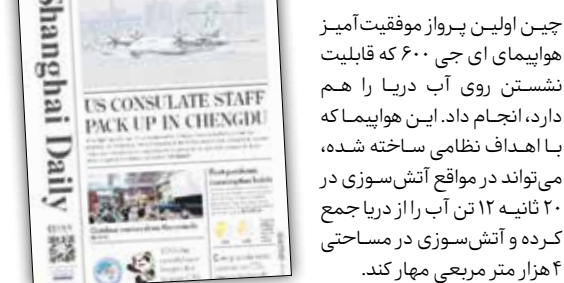 Shanghai Daily
US CONSULATE STAFF
PACK UP IN CHENGDU
چین اولین پرواز موفقیت‌آمیز
هواپیمای ای جی ۶۰۰ که قابلیت
نشستن روی آب دریا را هم
دارد، انجام داد. این هواپیما که
با اهداف نظامی ساخته شده،
می‌تواند در مواقع آتش‌سوزی در
۲۰ ثانیه ۱۲ تن آب را از دریا جمع
کرده و آتش‌سوزی در مساحتی
۴ هزار متر مربعی مهار کند.